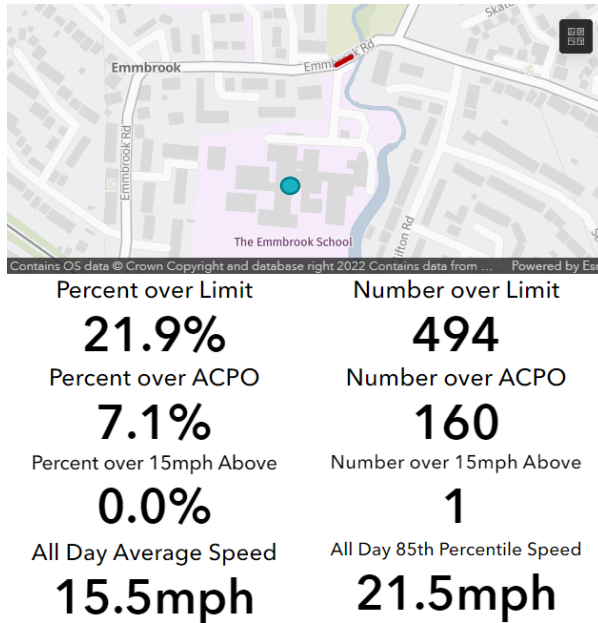 Skate
Emmbrook Rd
Emmbrook
Emmbrook Rd
The Emmbrook School
Contains OS data © Crown Copyright and database right 2022 Contains data from ... Powered by Esri
Percent over Limit Number over Limit
21.9% 494
Percent over ACPO Number over ACPO
7.1% 160
Percent over 15mph Above Number over 15mph Above
0.0% 1
All Day Average Speed All Day 85th Percentile Speed
15.5mph 21.5mph